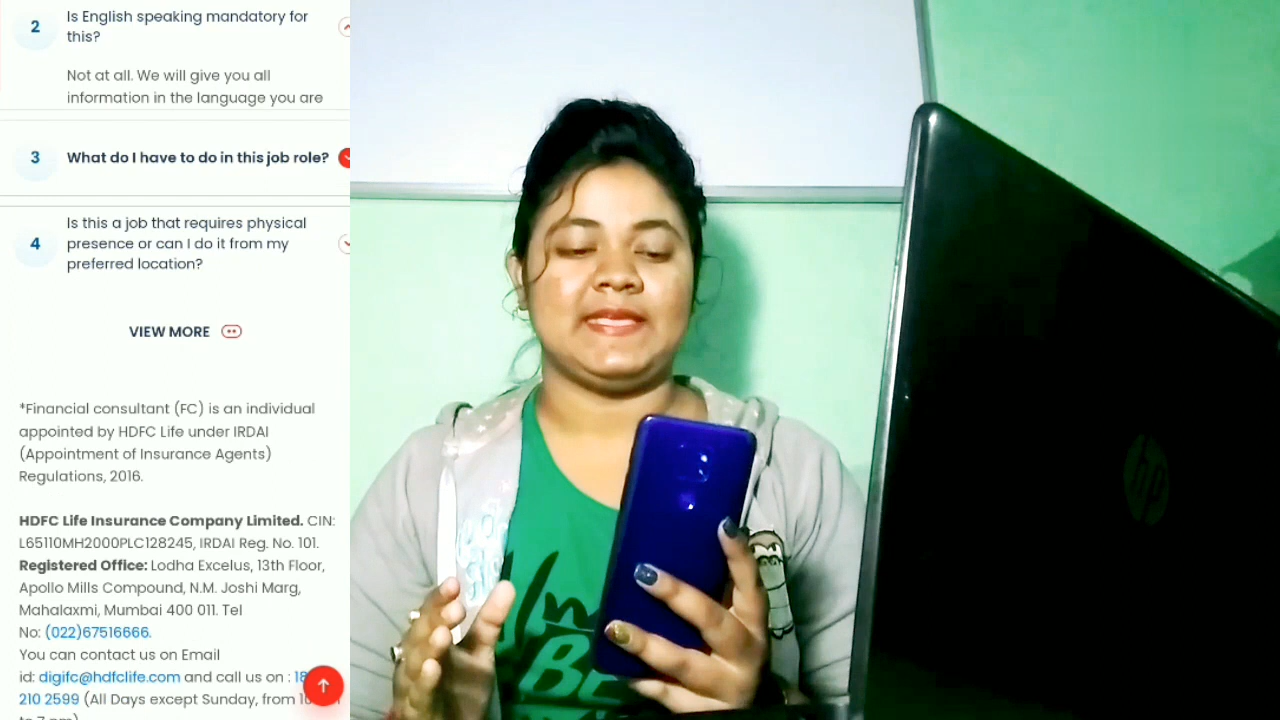 2
Is English speaking mandatory for
this?
Not at all. We will give you all
information in the language you are
3
What do I have to do in this job role?
4
Is this a job that requires physical
presence or can I do it from my
preferred location?
VIEW MORE
*Financial consultant (FC) is an individual
appointed by HDFC Life under IRDAI
(Appointment of Insurance Agents)
Regulations, 2016.
HDFC Life Insurance Company Limited. CIN:
L65110MH2000PLC128245, IRDAI Reg. No. 101.
Registered Office: Lodha Excelus, 13th Floor,
Apollo Mills Compound, N.M. Joshi Marg,
Mahalaxmi, Mumbai 400 011. Tel
No: (022)67516666.
You can contact us on Email
id: digifc@hdfclife.com and call us on : 18
210 2599 (All Days except Sunday, from
hp